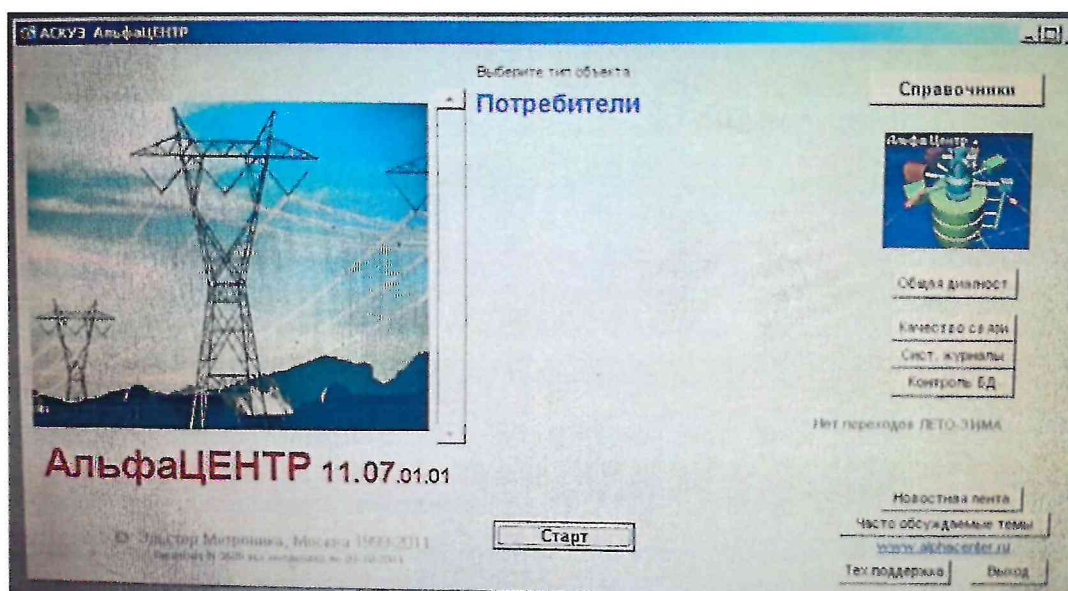 АСКУЭ АльфаЦЕНТР
Выберите тип объекта
Потребители
Справочники
АльфаЦентр
Общая диагност
Качество связи
Сист. журналы
Контроль БД
Нет переходов ЛЕТО-ЗИМА
АльфаЦЕНТР 11.07.01.01
© Эльстер Метроника, Москва 1999-2011
Новостная лента
Часто обсуждаемые темы
www.alphacenter.ru
Старт
Тех поддержка
Выход